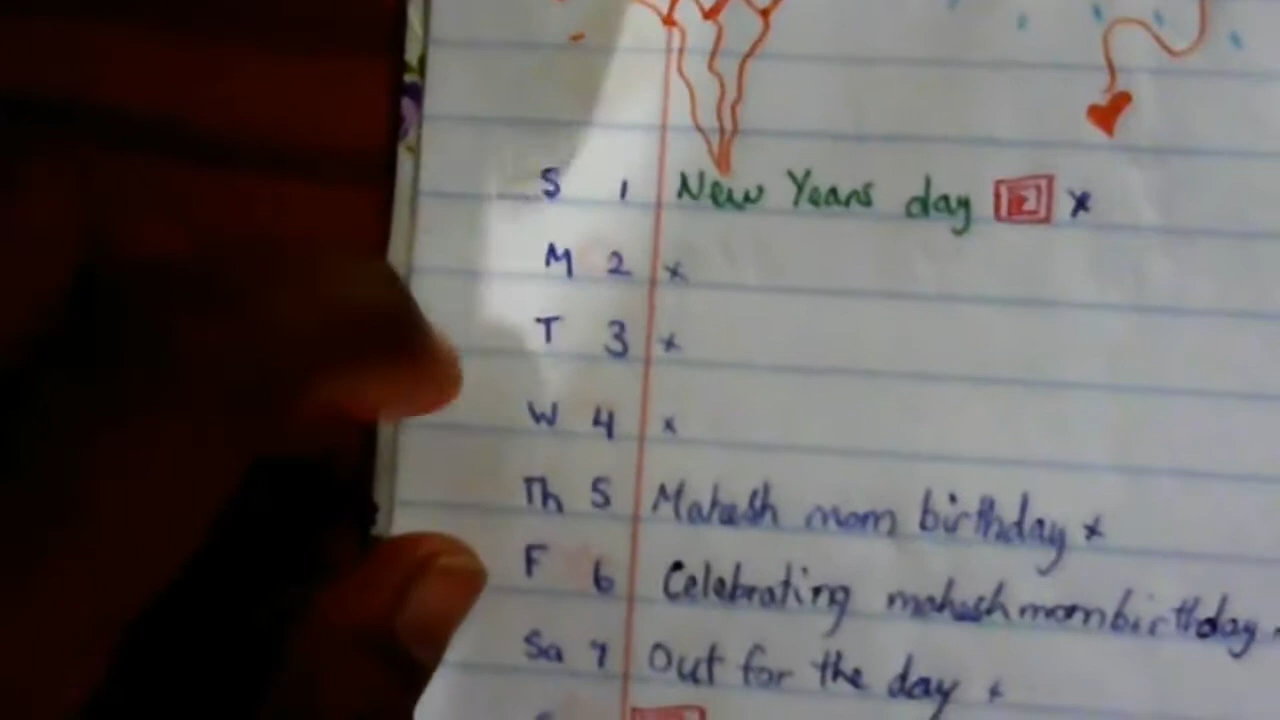 S 1 New Years day x
M 2 x
T 3 x
W 4 x
Th 5 Mahesh mom birthday x
F 6 Celebrating mahesh mom birthday
Sa 7 Out for the day x